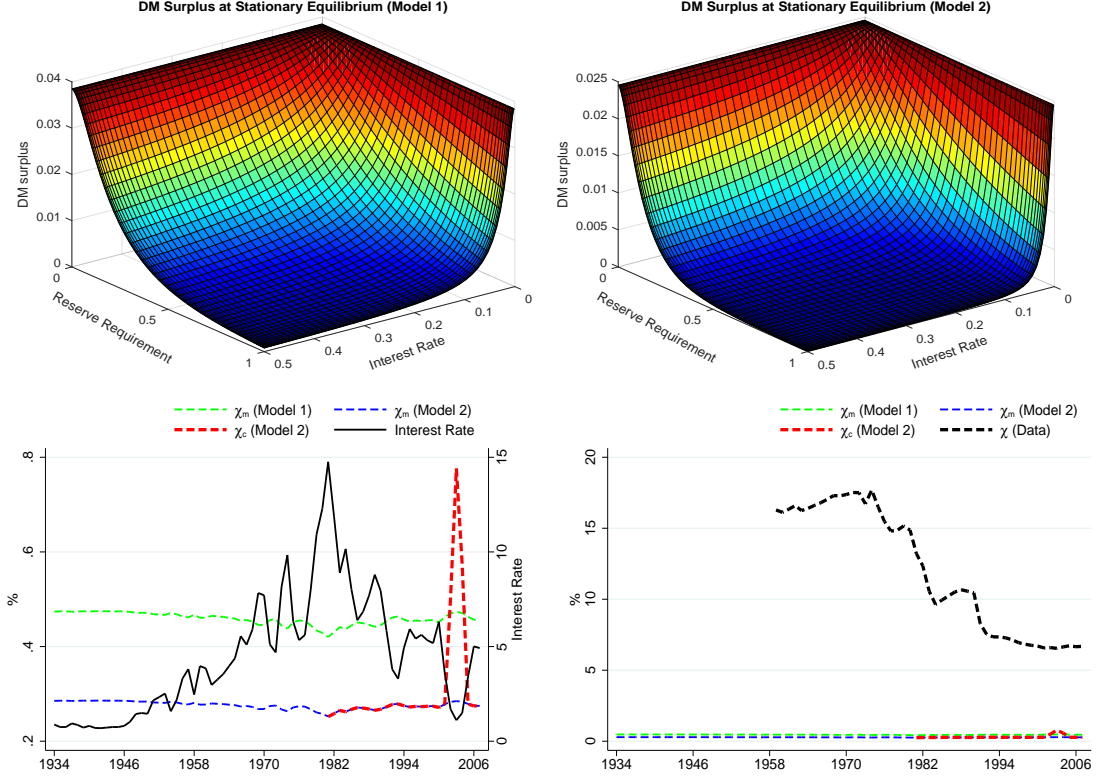 DM Surplus at Stationary Equilibrium (Model 1)
0.04
0.03
0.02
0.01
0
DM surplus
0
0.5
1
Reserve Requirement
0.5
0.4
0.3
0.2
0.1
0
Interest Rate
DM Surplus at Stationary Equilibrium (Model 2)
0.025
0.02
0.015
0.01
0.005
0
DM surplus
0
0.5
1
Reserve Requirement
0.5
0.4
0.3
0.2
0.1
0
Interest Rate
χm (Model 1)
χm (Model 2)
χc (Model 2)
Interest Rate
.8
.6
.4
.2
%
15
10
5
0
Interest Rate
1934 1946 1958 1970 1982 1994 2006
χm (Model 1)
χm (Model 2)
χc (Model 2)
χ (Data)
20
15
10
5
0
%
1934 1946 1958 1970 1982 1994 2006